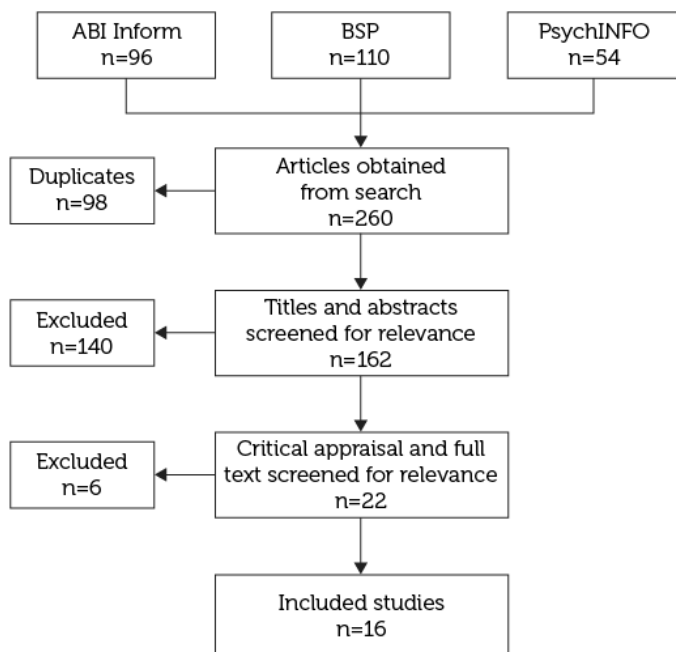 ABI Inform
n=96
BSP
n=110
PsychINFO
n=54
Articles obtained
from search
n=260
Duplicates
n=98
Titles and abstracts
screened for relevance
n=162
Excluded
n=140
Critical appraisal and full
text screened for relevance
n=22
Excluded
n=6
Included studies
n=16